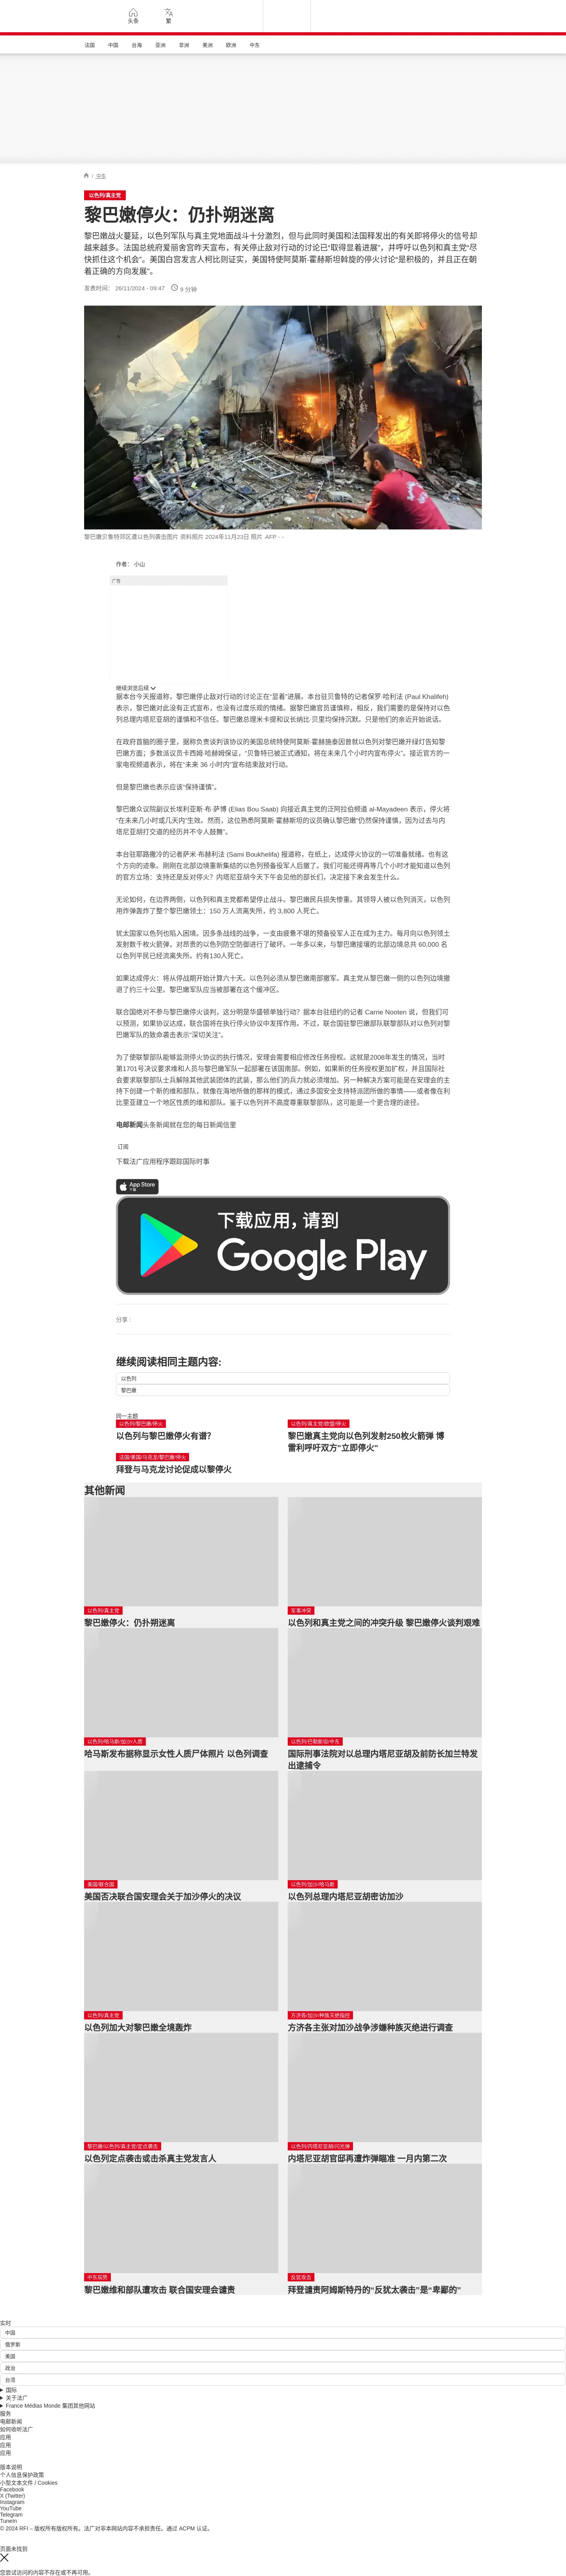 头条
繁
法国
中国
台海
亚洲
非洲
美洲
欧洲
中东
/ 中东
以色列/真主党
黎巴嫩停火：仍扑朔迷离
黎巴嫩战火蔓延，以色列军队与真主党地面战斗十分激烈，但与此同时美国和法国释发出的有关即将停火的信号却
越来越多。法国总统府爱丽舍宫昨天宣布，有关停止敌对行动的讨论已“取得显着进展”，并呼吁以色列和真主党“尽
快抓住这个机会”。美国白宫发言人柯比则证实，美国特使阿莫斯·霍赫斯坦斡旋的停火讨论“是积极的，并且正在朝
着正确的方向发展”。
发表时间： 26/11/2024 - 09:47
9 分钟
黎巴嫩贝鲁特郊区遭以色列袭击图片 资料照片 2024年11月23日 照片 AFP - -
作者： 小山
广告
继续浏览后续
据本台今天报道称，黎巴嫩停止敌对行动的讨论正在“显着”进展。本台驻贝鲁特的记者保罗·哈利法 (Paul Khalifeh)
表示，黎巴嫩对此没有正式宣布，也没有过度乐观的情绪。据黎巴嫩官员谨慎称，相反，我们需要的是保持对以色
列总理内塔尼亚胡的谨慎和不信任。黎巴嫩总理米卡提和议长纳比·贝里均保持沉默。只是他们的亲近开始说话。
在政府首脑的圈子里，据称负责谈判该协议的美国总统特使阿莫斯·霍赫施泰因曾就以色列对黎巴嫩开绿灯告知黎
巴嫩方面；多数派议员卡西姆·哈赫姆保证，“贝鲁特已被正式通知，将在未来几个小时内宣布停火”。接近官方的一
家电视频道表示，将在“未来 36 小时内”宣布结束敌对行动。
但是黎巴嫩也表示应该“保持谨慎”。
黎巴嫩众议院副议长埃利亚斯·布·萨博 (Elias Bou Saab) 向接近真主党的泛阿拉伯频道 al-Mayadeen 表示，停火将
“在未来几小时或几天内”生效。然而，这位熟悉阿莫斯·霍赫斯坦的议员确认黎巴嫩“仍然保持谨慎，因为过去与内
塔尼亚胡打交道的经历并不令人鼓舞”。
本台驻耶路撒冷的记者萨米·布赫利法 (Sami Boukhelifa) 报道称，在纸上，达成停火协议的一切准备就绪。也有这
个方向的迹象。刚刚在北部边境重新集结的以色列预备役军人后撤了。我们可能还得再等几个小时才能知道以色列
的官方立场：支持还是反对停火？内塔尼亚胡今天下午会见他的部长们，决定接下来会发生什么。
无论如何，在边界两侧，以色列和真主党都希望停止战斗。黎巴嫩民兵损失惨重。其领导人被以色列消灭，以色列
用炸弹轰炸了整个黎巴嫩领土：150 万人流离失所，约 3,800 人死亡。
犹太国家以色列也陷入困境。因多条战线的战争，一支由疲惫不堪的预备役军人正在成为主力。每月向以色列领土
发射数千枚火箭弹，对昂贵的以色列防空防御进行了破坏。一年多以来，与黎巴嫩接壤的北部边境总共 60,000 名
以色列平民已经流离失所。约有130人死亡。
如果达成停火：将从停战期开始计算六十天。以色列必须从黎巴嫩南部撤军。真主党从黎巴嫩一侧的以色列边境撤
退了约三十公里。黎巴嫩军队应当被部署在这个缓冲区。
联合国绝对不参与黎巴嫩停火谈判，这分明是华盛顿单独行动？据本台驻纽约的记者 Carrie Nooten 说，但我们可
以预测，如果协议达成，联合国将在执行停火协议中发挥作用。不过，联合国驻黎巴嫩部队联黎部队对以色列对黎
巴嫩军队的致命袭击表示“深切关注”。
为了使联黎部队能够监测停火协议的执行情况，安理会需要相应修改任务授权。这就是2008年发生的情况，当时
第1701号决议要求维和人员与黎巴嫩军队一起部署在该国南部。例如，如果新的任务授权更加扩权，并且国际社
会要求联黎部队士兵解除其他武装团体的武装，那么他们的兵力就必须增加。另一种解决方案可能是在安理会的主
持下创建一个新的维和部队，就像在海地所做的那样的模式，通过多国安全支持特派团所做的事情——或者像在利
比里亚建立一个地区性质的维和部队。鉴于以色列并不高度尊重联黎部队，这可能是一个更合理的途径。
电邮新闻头条新闻就在您的每日新闻信里
订阅
下载法广应用程序跟踪国际时事
App Store
下载
下载应用，请到
Google Play
分享 :
继续阅读相同主题内容:
以色列
黎巴嫩
同一主题
以色列/黎巴嫩/停火
以色列与黎巴嫩停火有谱?
以色列/真主党/欧盟/停火
黎巴嫩真主党向以色列发射250枚火箭弹 博
雷利呼吁双方"立即停火"
法国/美国/马克龙/黎巴嫩/停火
拜登与马克龙讨论促成以黎停火
其他新闻
以色列/真主党
黎巴嫩停火：仍扑朔迷离
军事冲突
以色列和真主党之间的冲突升级 黎巴嫩停火谈判艰难
以色列/哈马斯/加沙/人质
哈马斯发布据称显示女性人质尸体照片 以色列调查
以色列/巴勒斯坦/中东
国际刑事法院对以总理内塔尼亚胡及前防长加兰特发
出逮捕令
美国/联合国
美国否决联合国安理会关于加沙停火的决议
以色列/加沙/哈马斯
以色列总理内塔尼亚胡密访加沙
以色列/真主党
以色列加大对黎巴嫩全境轰炸
方济各/加沙/种族灭绝指控
方济各主张对加沙战争涉嫌种族灭绝进行调查
黎巴嫩/以色列/真主党/定点袭击
以色列定点袭击或击杀真主党发言人
以色列/内塔尼亚胡/闪光弹
内塔尼亚胡官邸再遭炸弹瞄准 一月内第二次
中东局势
黎巴嫩维和部队遭攻击 联合国安理会谴责
反犹攻击
拜登谴责阿姆斯特丹的“反犹太袭击”是“卑鄙的”
实时
中国
俄罗斯
美国
政治
台湾
国际
关于法广
France Médias Monde 集团其他网站
服务
电邮新闻
如何收听法广
应用
应用
应用
版本说明
个人信息保护政策
小型文本文件 / Cookies
Facebook
X (Twitter)
Instagram
YouTube
Telegram
TuneIn
© 2024 RFI – 版权所有版权所有。法广对非本网站内容不承担责任。通过 ACPM 认证。
页面未找到
您尝试访问的内容不存在或不再可用。